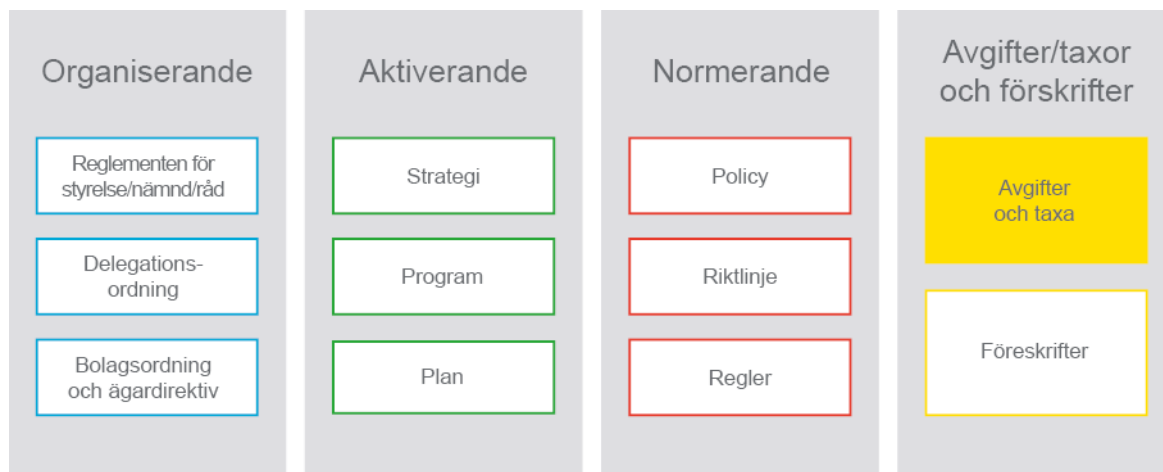 Organiserande
Reglementen för
styrelse/nämnd/råd
Delegations-
ordning
Bolagsordning
och ägardirektiv
Aktiverande
Strategi
Program
Plan
Normerande
Policy
Riktlinje
Regler
Avgifter/taxor
och förskrifter
Avgifter
och taxa
Föreskrifter